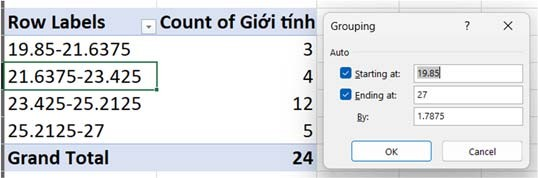 Row Labels Count of Giới tính
19.85-21.6375 3
21.6375-23.425 4
23.425-25.2125 12
25.2125-27 5
Grand Total 24
Grouping ? ×
Auto
Starting at: 19.85
Ending at: 27
By: 1.7875
OK Cancel